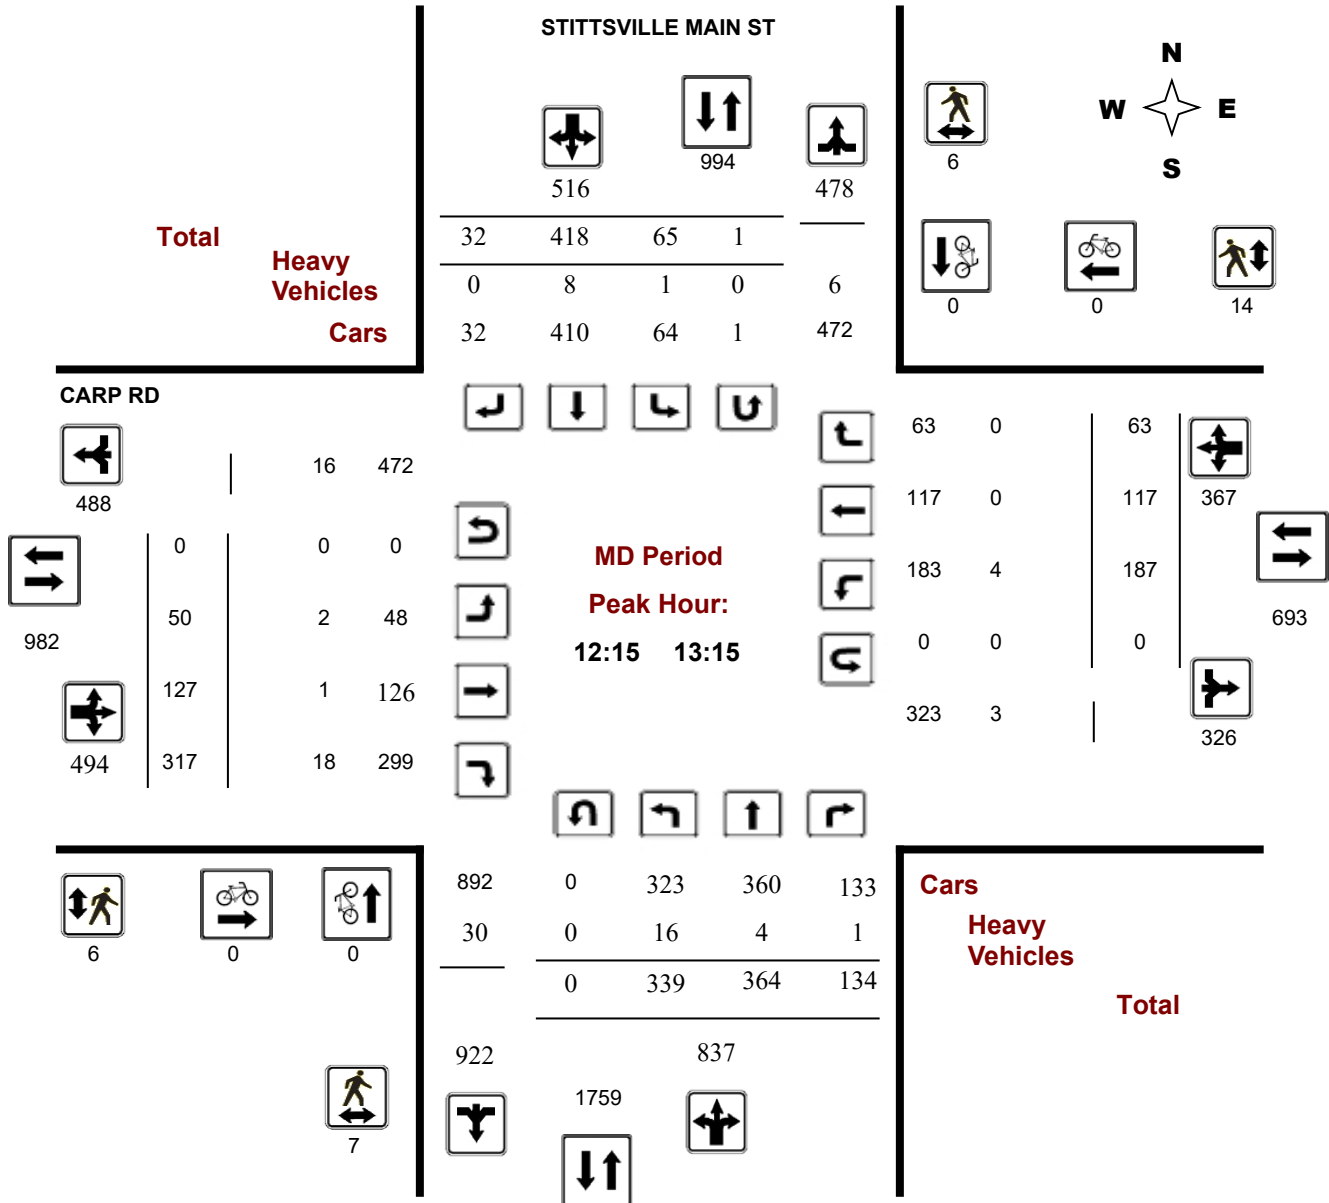 STITTSVILLE MAIN ST
N
W E
S
994
6
516 478
Total 32 418 65 1
Heavy
Vehicles 0 8 1 0 6
Cars 32 410 64 1 472
0 0 14
CARP RD
63 0 63
16 472
488
117 0 117 367
0 0 0
MD Period
183 4 187
Peak Hour:
50 2 48
982
693
12:15 13:15
0 0 0
127 1 126
323 3
326
494 317 18 299
892 0 323 360 133
Cars
30 0 16 4 1
Heavy
Vehicles
6 0 0
0 339 364 134
Total
922 837
1759
7